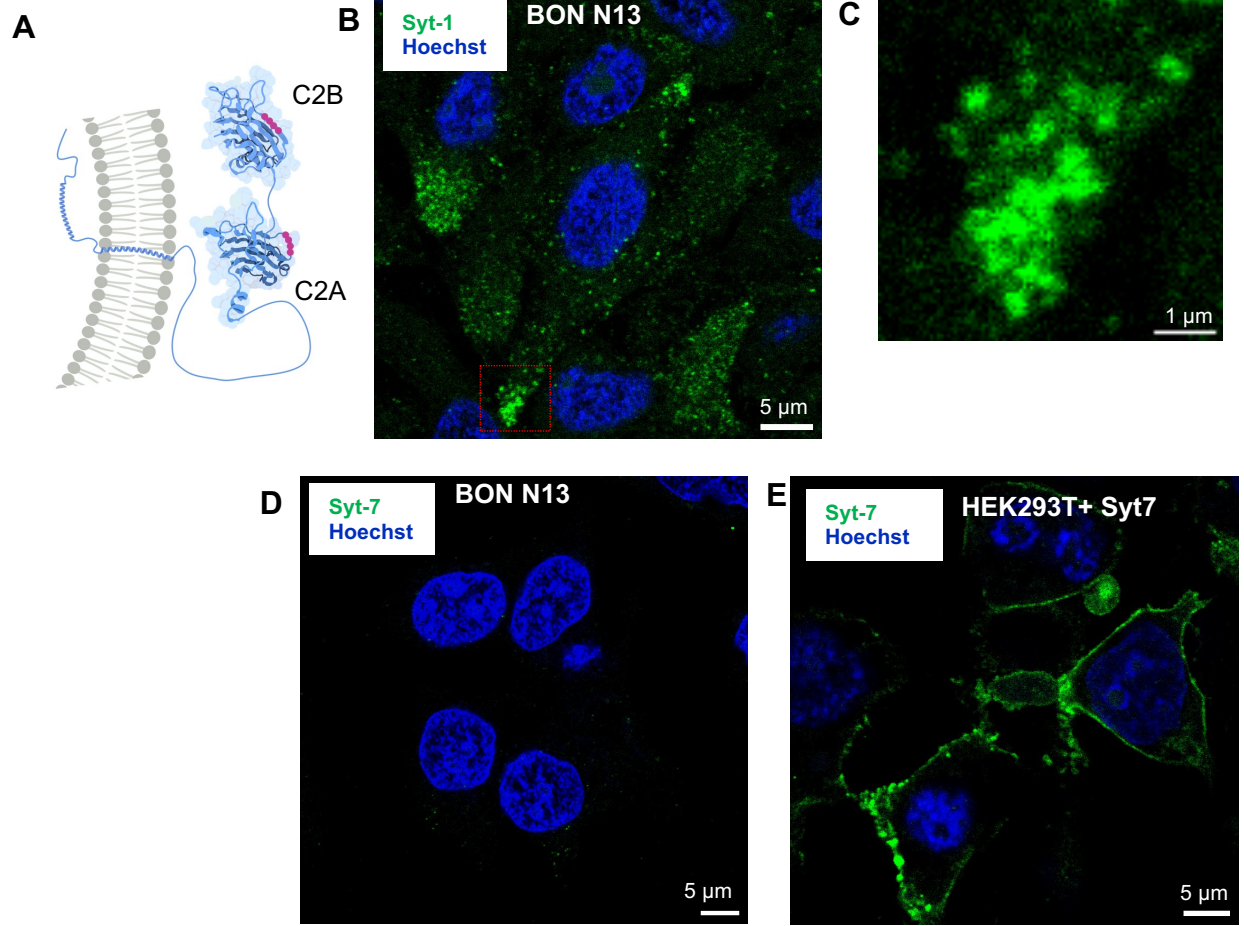 A
C2B
C2A
B
Syt-1
Hoechst
BON N13
5 µm
C
1 µm
D
Syt-7
Hoechst
BON N13
5 µm
E
Syt-7
Hoechst
HEK293T+ Syt7
5 µm